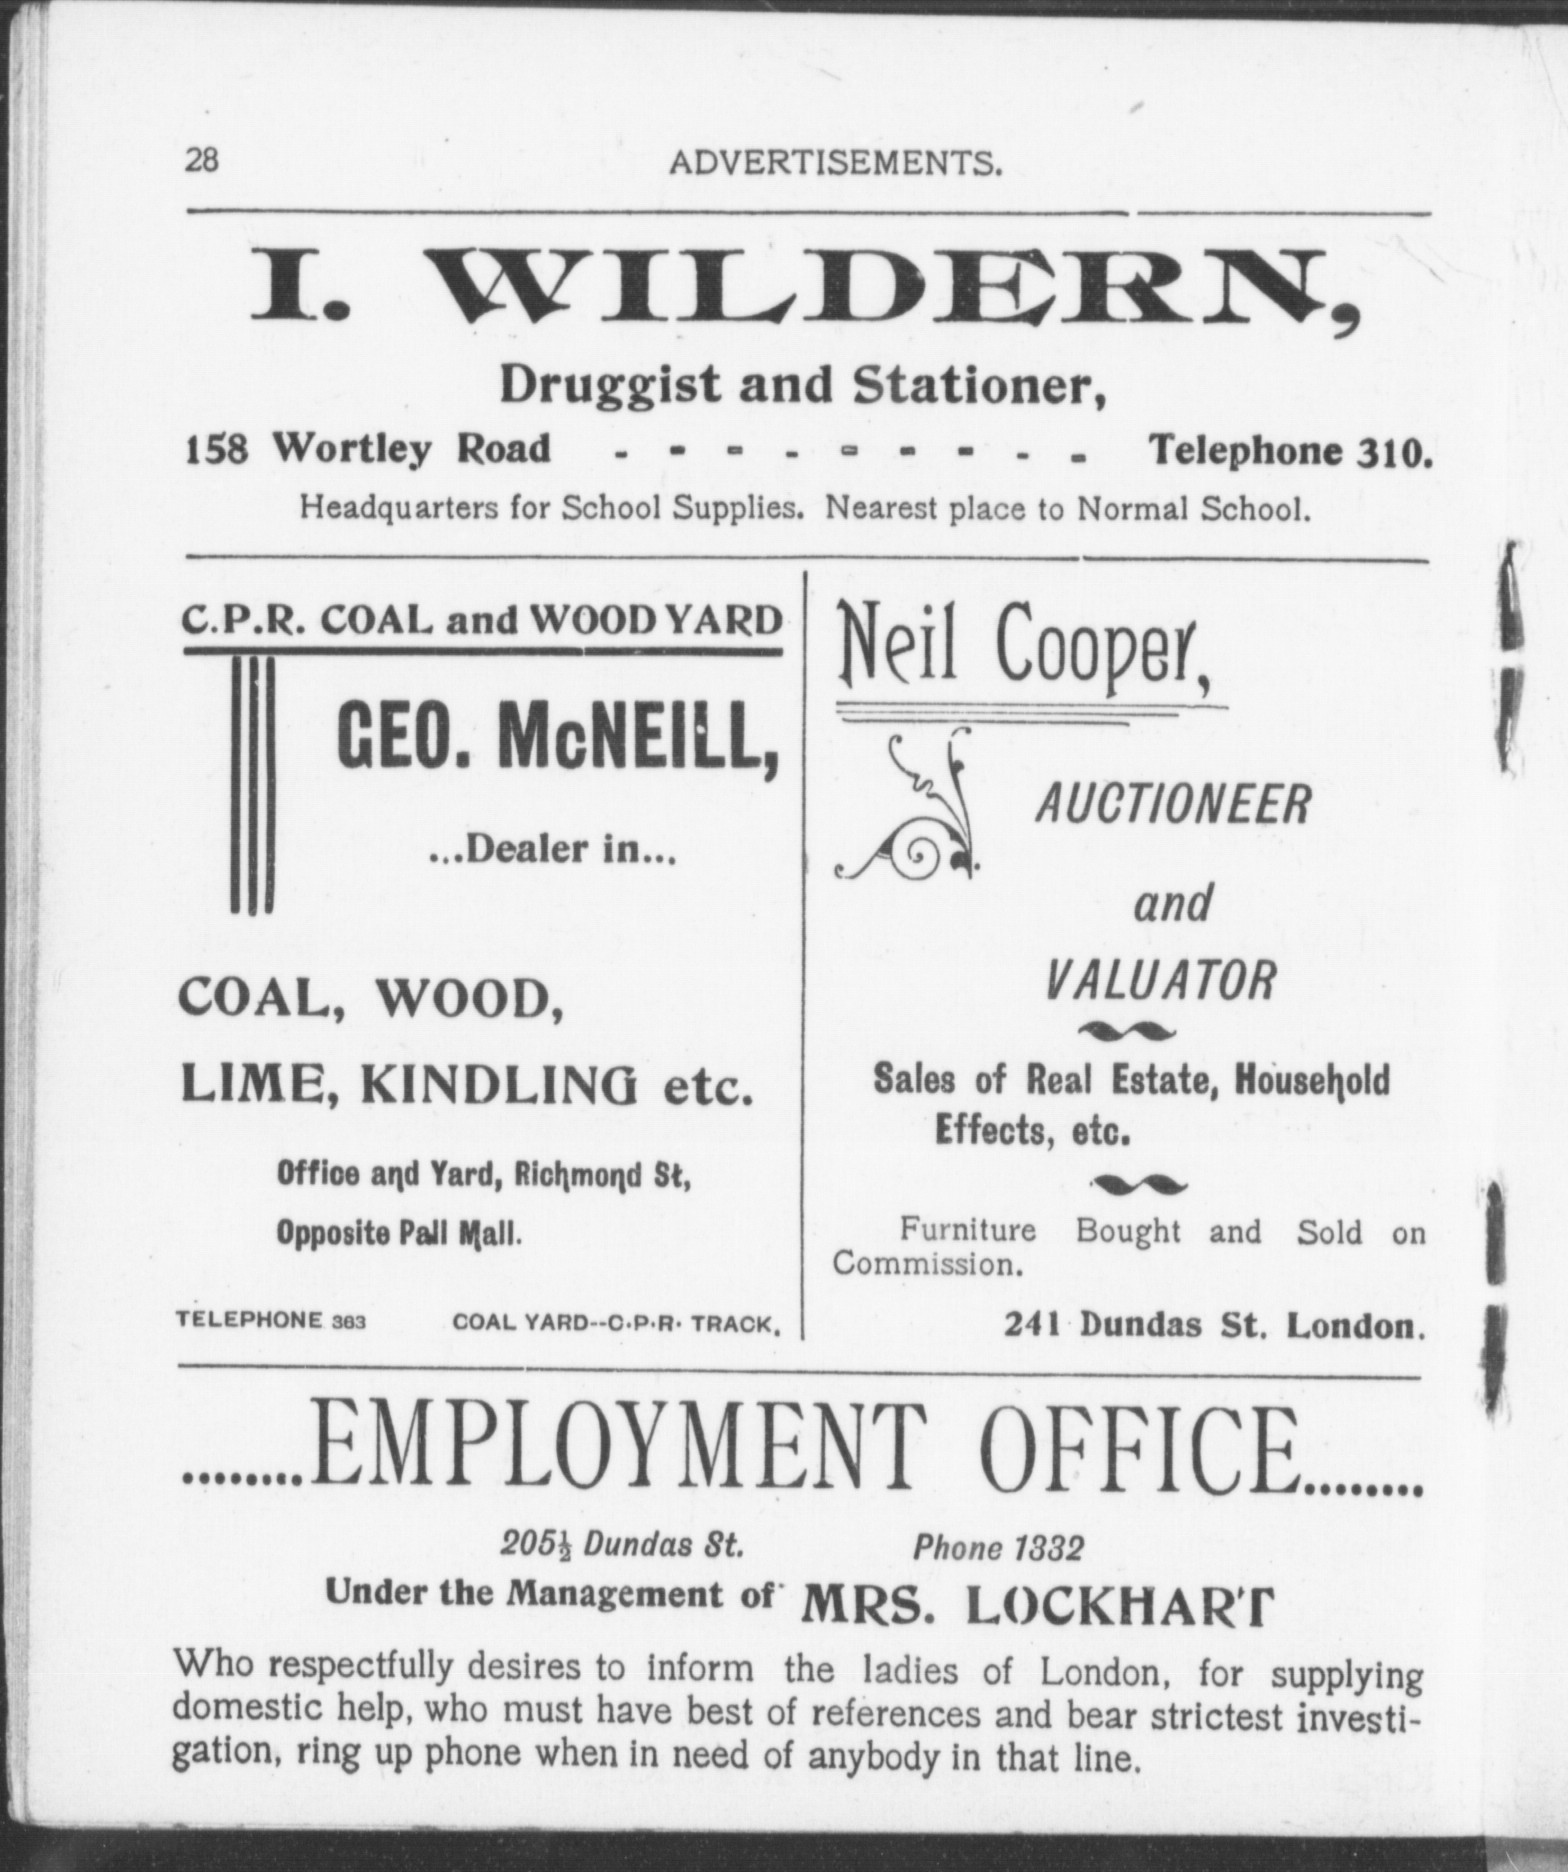 28
ADVERTISEMENTS.
I. WILDERN,
Druggist and Stationer,
158 Wortley Road - - - - - - - - - Telephone 310.
Headquarters for School Supplies. Nearest place to Normal School.
C.P.R. COAL and WOOD YARD
GEO. McNEILL,
...Dealer in...
COAL, WOOD,
LIME, KINDLING etc.
Office and Yard, Richmond St,
Opposite Pall Mall.
TELEPHONE 363 COAL YARD--C.P.R. TRACK.
Neil Cooper,
AUCTIONEER
and
VALUATOR
Sales of Real Estate, Household
Effects, etc.
Furniture Bought and Sold on
Commission.
241 Dundas St. London.
........EMPLOYMENT OFFICE........
205½ Dundas St. Phone 1332
Under the Management of MRS. LOCKHART
Who respectfully desires to inform the ladies of London, for supplying
domestic help, who must have best of references and bear strictest investi-
gation, ring up phone when in need of anybody in that line.